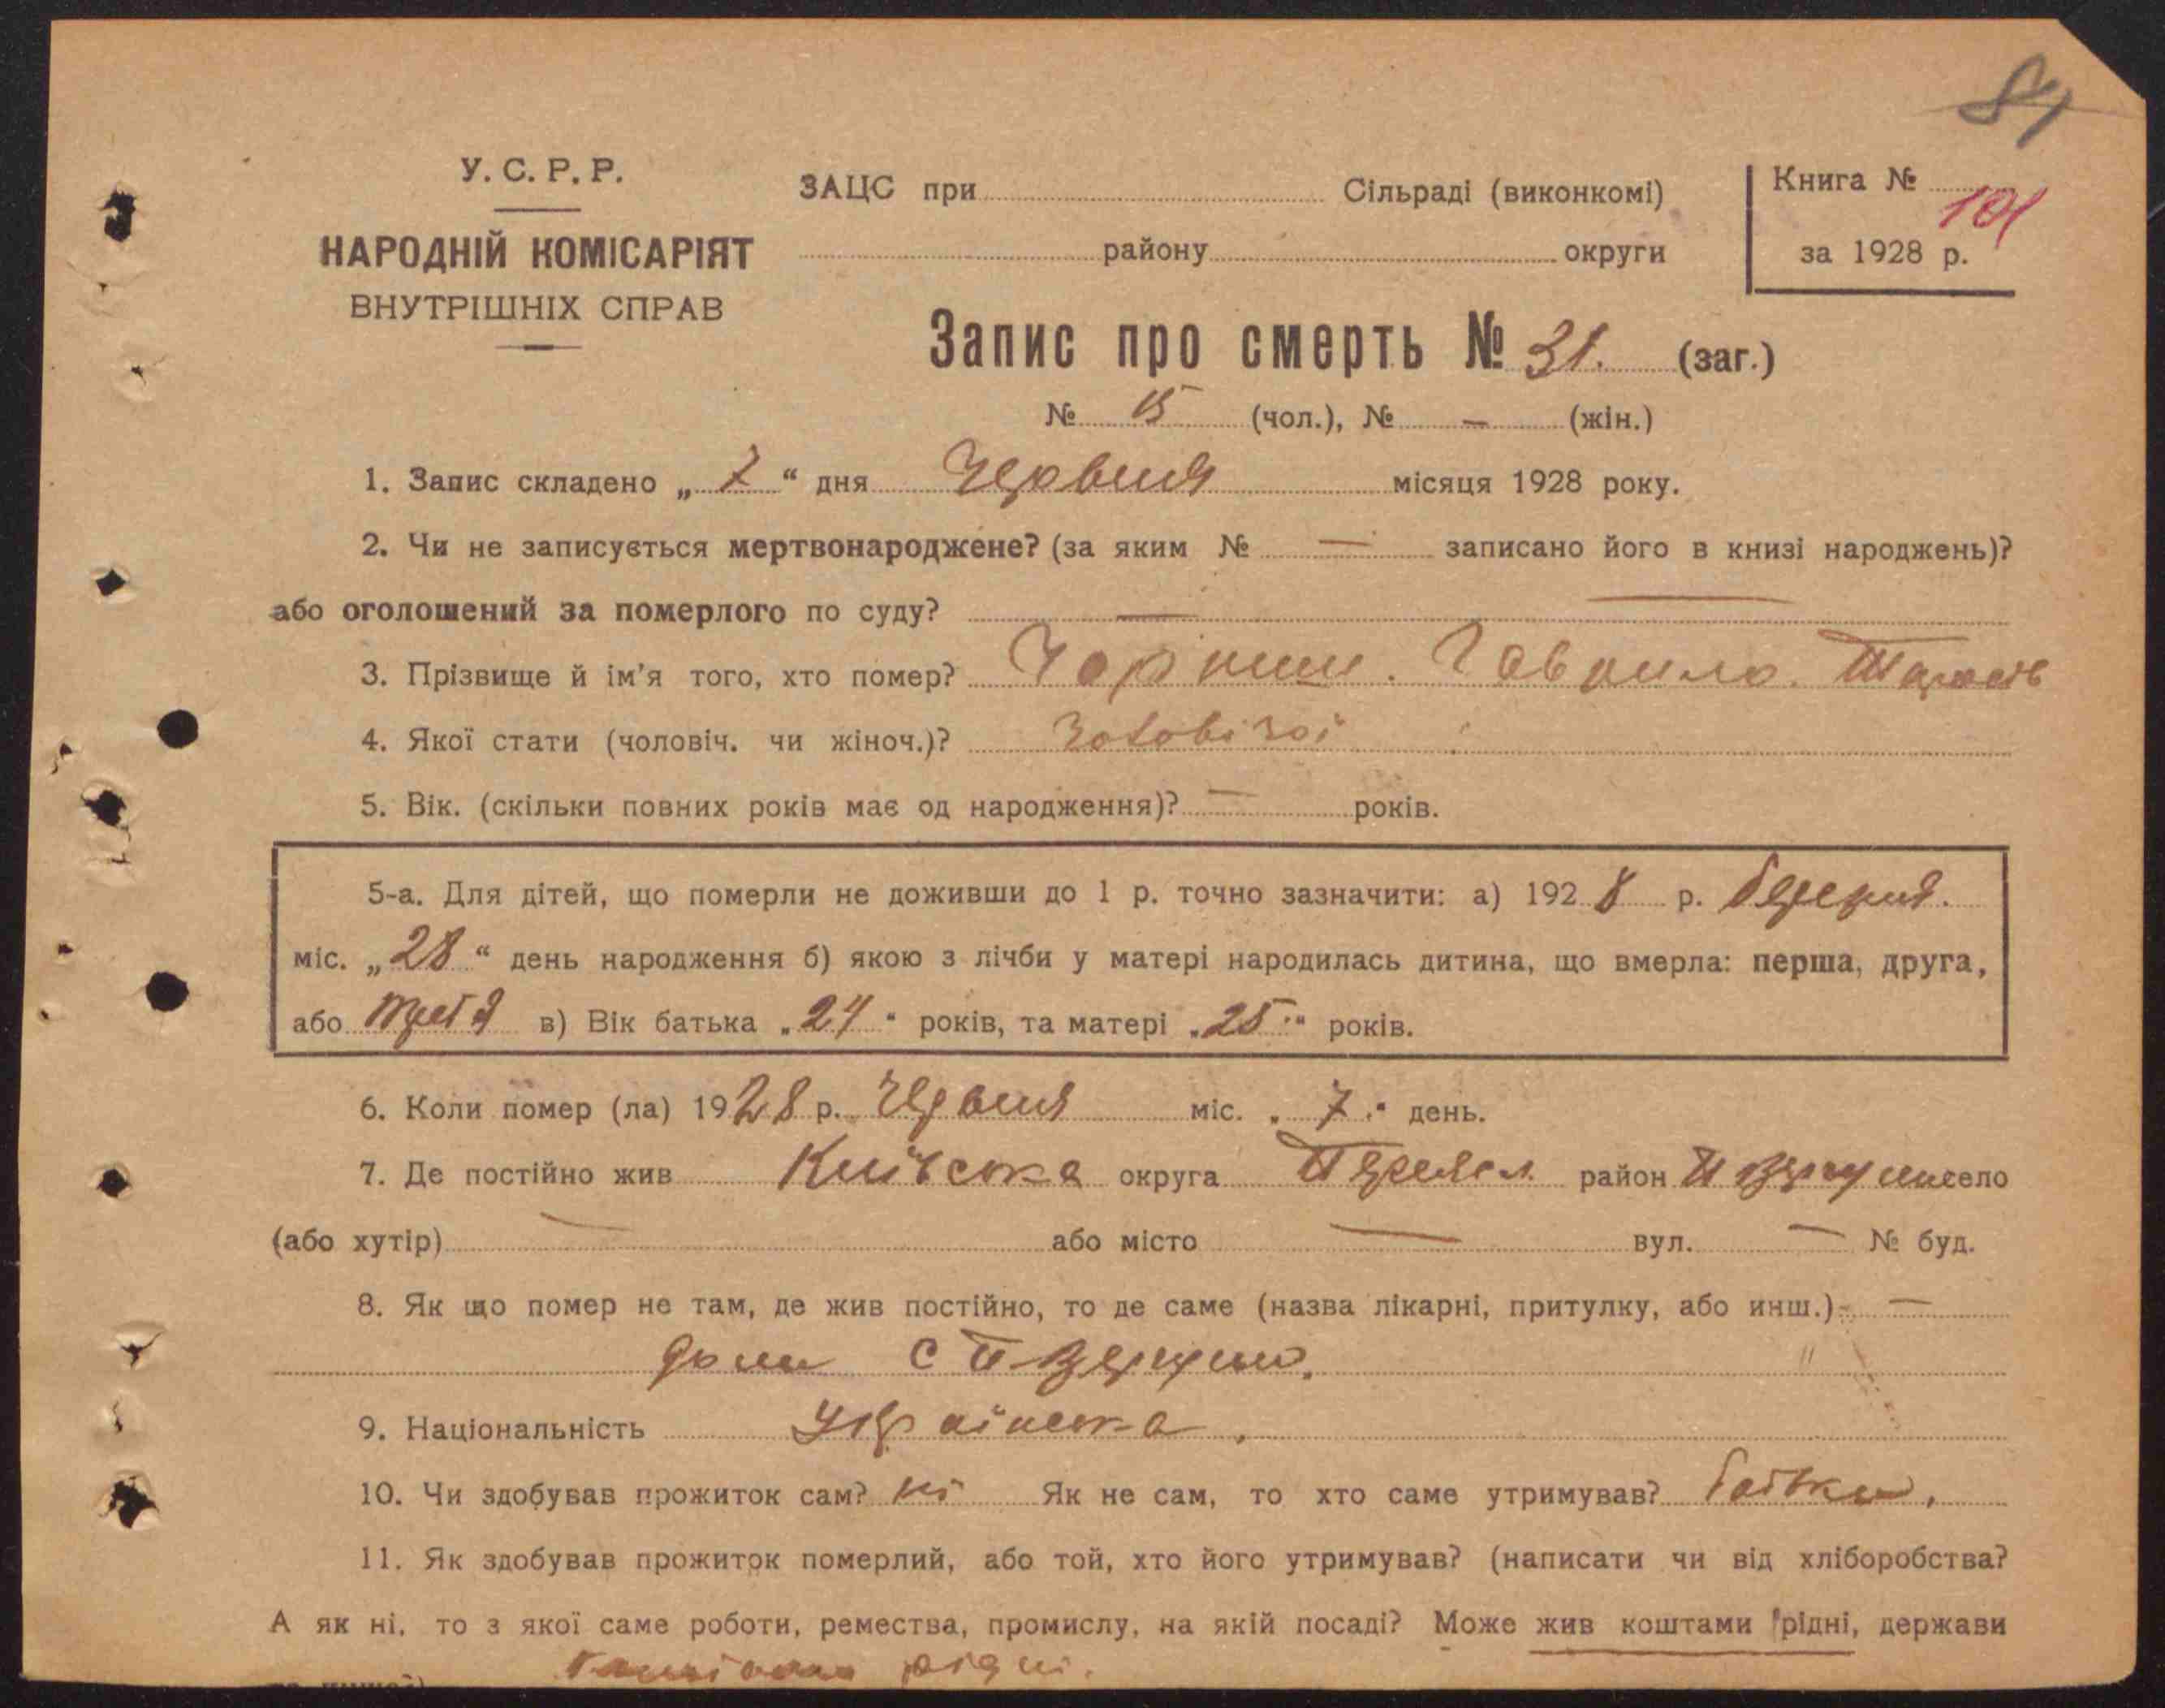 84
У. С. Р. Р.
НАРОДНІЙ КОМІСАРІЯТ
ВНУТРІШНІХ СПРАВ
ЗАЦС при Сільраді (виконкомі)
району округи
Книга №
101
за 1928 р.
Запис про смерть № 31. (заг.)
№ 15 (чол.), № — (жін.)
1. Запис складено „ 7 “ дня Червня місяця 1928 року.
2. Чи не записується мертвонароджене? (за яким № — записано його в книзі народжень)?
або оголошений за померлого по суду? —
3. Прізвище й ім'я того, хто помер? Гаврило. Тарасів
4. Якої стати (чоловіч. чи жіноч.)? Чоловічої
5. Вік. (скільки повних років має од народження)? — років.
5-а. Для дітей, що померли не доживши до 1 р. точно зазначити: а) 1928 р. березня.
міс. „ 28 “ день народження б) якою з лічби у матері народилась дитина, що вмерла: перша, друга,
або третя в) Вік батька „ 24 “ років, та матері „ 25 “ років.
6. Коли помер (ла) 1928 р. Червня міс. „ 7 “ день.
7. Де постійно жив Київська округа Переясл. район село
(або хутір) — або місто — вул. — № буд.
8. Як що помер не там, де жив постійно, то де саме (назва лікарні, притулку, або инш.) —
дома с
9. Національність Українська.
10. Чи здобував прожиток сам? ні Як не сам, то хто саме утримував? батьки.
11. Як здобував прожиток померлий, або той, хто його утримував? (написати чи від хліборобства?
А як ні, то з якої саме роботи, ремества, промислу, на якій посаді? Може жив коштами рідні, держави
рідні.